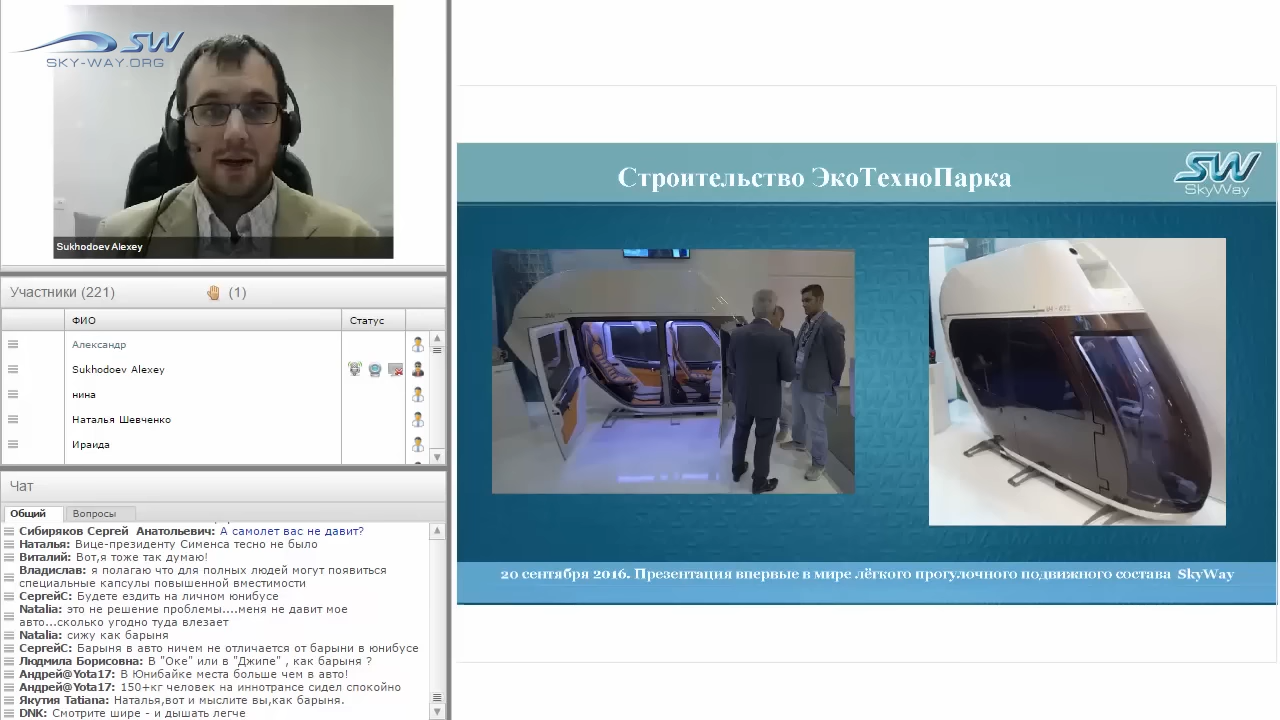 SW
SKY-WAY.ORG
Sukhodoev Alexey
Участники (221)
(1)
ФИО
Статус
Александр
Sukhodoev Alexey
нина
Наталья Шевченко
Ираида
Чат
Общий
Вопросы
Сибиряков Сергей Анатольевич: А самолет вас не давит?
Наталья: Вице-президенту Сименса тесно не было
Виталий: Вот,я тоже так думаю!
Владислав: я полагаю что для полных людей могут появиться
специальные капсулы повышенной вместимости
СергейС: Будете ездить на личном юнибусе
Natalia: это не решение проблемы....меня не давит мое
авто...сколько угодно туда влезает
Natalia: сижу как барыня
СергейС: Барыня в авто ничем не отличается от барыни в юнибусе
Людмила Борисовна: В "Оке" или в "Джипе" , как барыня ?
Андрей@Yota17: В Юнибайке места больше чем в авто!
Андрей@Yota17: 150+кг человек на иннотрансе сидел спокойно
Якутия Tatiana: Наталья,вот и мыслите вы,как барыня.
DNK: Смотрите шире - и дышать легче
Строительство ЭкоТехноПарка
SW
SkyWay
20 сентября 2016. Презентация впервые в мире лёгкого прогулочного подвижного состава SkyWay